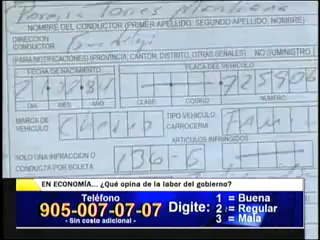 NOMBRE DEL CONDUCTOR (PRIMER APELLIDO, SEGUNDO APELLIDO, NOMBRE)
DIRECCION
CONDUCTOR
(PARA NOTIFICACIONES) (PROVINCIA, CANTON, DISTRITO, OTRAS SEÑALES) NO SUMINISTRO
FECHA DE NACIMIENTO PLACA DEL VEHICULO
725906
DIA MES AÑO CLASE CODIGO NUMERO
MARCA DE
VEHICULO
TIPO VEHICULO
CARROCERIA
SOLO UNA INFRACCION O
CONDUCTA POR BOLETA
136-5
EN ECONOMÍA... ¿Qué opina de la labor del gobierno?
Teléfono
905-007-07-07
- Sin costo adicional -
Digite:
1 = Buena
2 = Regular
3 = Mala